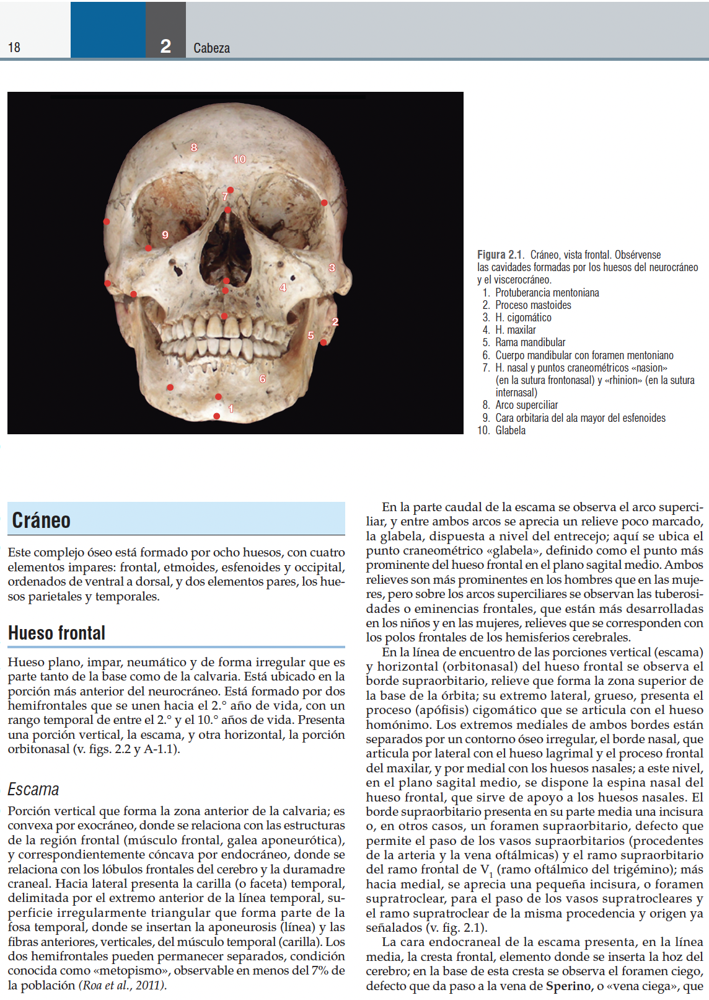 18
2
Cabeza
8
10
7
9
3
4
2
5
6
1
Figura 2.1. Cráneo, vista frontal. Obsérvense
las cavidades formadas por los huesos del neurocráneo
y el viscerocráneo.
1. Protuberancia mentoniana
2. Proceso mastoides
3. H. cigomático
4. H. maxilar
5. Rama mandibular
6. Cuerpo mandibular con foramen mentoniano
7. H. nasal y puntos craneométricos «nasion»
(en la sutura frontonasal) y «rhinion» (en la sutura
internasal)
8. Arco superciliar
9. Cara orbitaria del ala mayor del esfenoides
10. Glabela
Cráneo
Este complejo óseo está formado por ocho huesos, con cuatro
elementos impares: frontal, etmoides, esfenoides y occipital,
ordenados de ventral a dorsal, y dos elementos pares, los hue-
sos parietales y temporales.
Hueso frontal
Hueso plano, impar, neumático y de forma irregular que es
parte tanto de la base como de la calvaria. Está ubicado en la
porción más anterior del neurocráneo. Está formado por dos
hemifrontales que se unen hacia el 2.° año de vida, con un
rango temporal de entre el 2.° y el 10.° años de vida. Presenta
una porción vertical, la escama, y otra horizontal, la porción
orbitonasal (v. figs. 2.2 y A-1.1).
Escama
Porción vertical que forma la zona anterior de la calvaria; es
convexa por exocráneo, donde se relaciona con las estructuras
de la región frontal (músculo frontal, galea aponeurótica),
y correspondientemente cóncava por endocráneo, donde se
relaciona con los lóbulos frontales del cerebro y la duramadre
craneal. Hacia lateral presenta la carilla (o faceta) temporal,
delimitada por el extremo anterior de la línea temporal, su-
perficie irregularmente triangular que forma parte de la
fosa temporal, donde se insertan la aponeurosis (línea) y las
fibras anteriores, verticales, del músculo temporal (carilla). Los
dos hemifrontales pueden permanecer separados, condición
conocida como «metopismo», observable en menos del 7% de
la población (Roa et al., 2011).
En la parte caudal de la escama se observa el arco superci-
liar, y entre ambos arcos se aprecia un relieve poco marcado,
la glabela, dispuesta a nivel del entrecejo; aquí se ubica el
punto craneométrico «glabela», definido como el punto más
prominente del hueso frontal en el plano sagital medio. Ambos
relieves son más prominentes en los hombres que en las muje-
res, pero sobre los arcos superciliares se observan las tuberosi-
dades o eminencias frontales, que están más desarrolladas
en los niños y en las mujeres, relieves que se corresponden con
los polos frontales de los hemisferios cerebrales.
En la línea de encuentro de las porciones vertical (escama)
y horizontal (orbitonasal) del hueso frontal se observa el
borde supraorbitario, relieve que forma la zona superior de
la base de la órbita; su extremo lateral, grueso, presenta el
proceso (apófisis) cigomático que se articula con el hueso
homónimo. Los extremos mediales de ambos bordes están
separados por un contorno óseo irregular, el borde nasal, que
articula por lateral con el hueso lagrimal y el proceso frontal
del maxilar, y por medial con los huesos nasales; a este nivel,
en el plano sagital medio, se dispone la espina nasal del
hueso frontal, que sirve de apoyo a los huesos nasales. El
borde supraorbitario presenta en su parte media una incisura
o, en otros casos, un foramen supraorbitario, defecto que
permite el paso de los vasos supraorbitarios (procedentes
de la arteria y la vena oftálmicas) y el ramo supraorbitario
del ramo frontal de V1 (ramo oftálmico del trigémino); más
hacia medial, se aprecia una pequeña incisura, o foramen
supratroclear, para el paso de los vasos supratrocleares y
el ramo supratroclear de la misma procedencia y origen ya
señalados (v. fig. 2.1).
La cara endocraneal de la escama presenta, en la línea
media, la cresta frontal, elemento donde se inserta la hoz del
cerebro; en la base de esta cresta se observa el foramen ciego,
defecto que da paso a la vena de Sperino, o «vena ciega», que